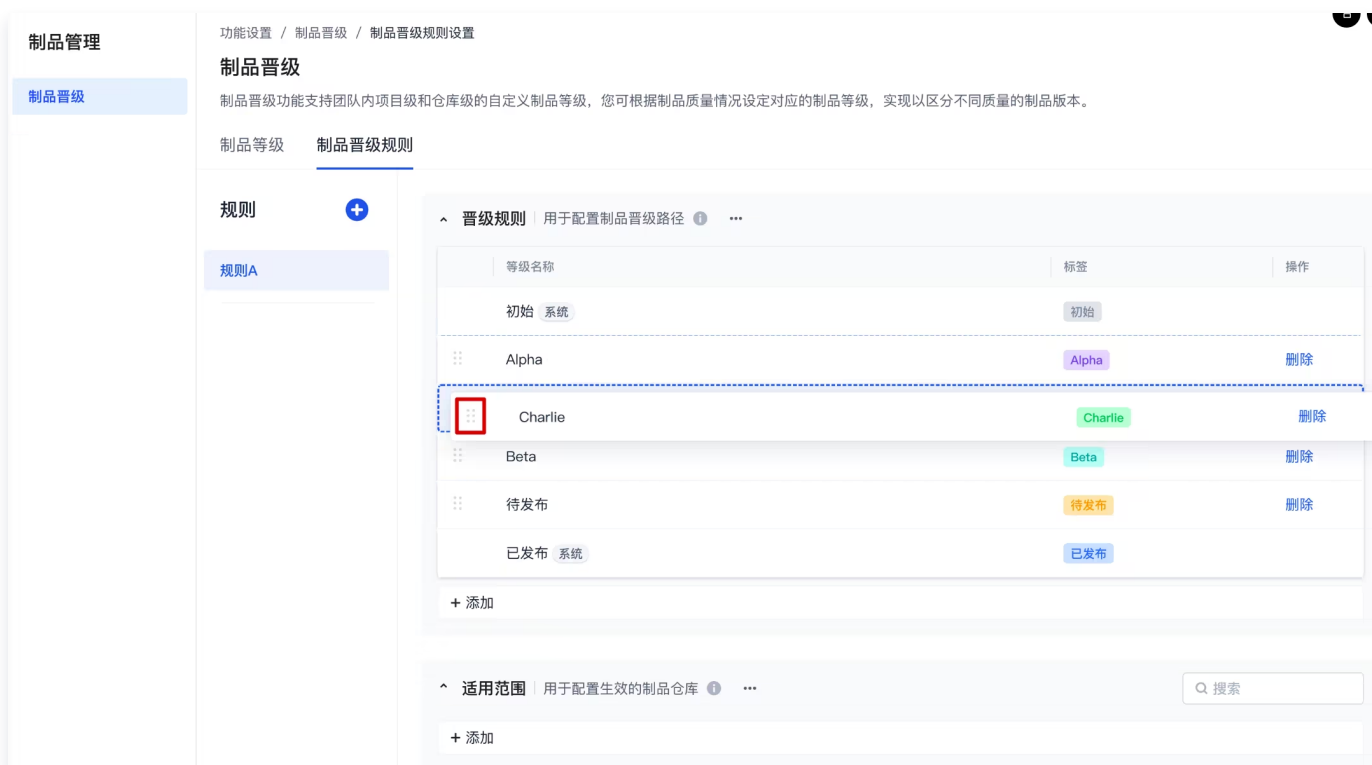 制品管理
制品晋级
功能设置 / 制品晋级 / 制品晋级规则设置
制品晋级
制品晋级功能支持团队内项目级和仓库级的自定义制品等级，您可根据制品质量情况设定对应的制品等级，实现以区分不同质量的制品版本。
制品等级 制品晋级规则
规则
规则A
晋级规则 用于配置制品晋级路径
等级名称 标签 操作
初始 系统 初始
Alpha Alpha 删除
Charlie Charlie 删除
Beta Beta 删除
待发布 待发布 删除
已发布 系统 已发布
+ 添加
适用范围 用于配置生效的制品仓库 搜索
+ 添加